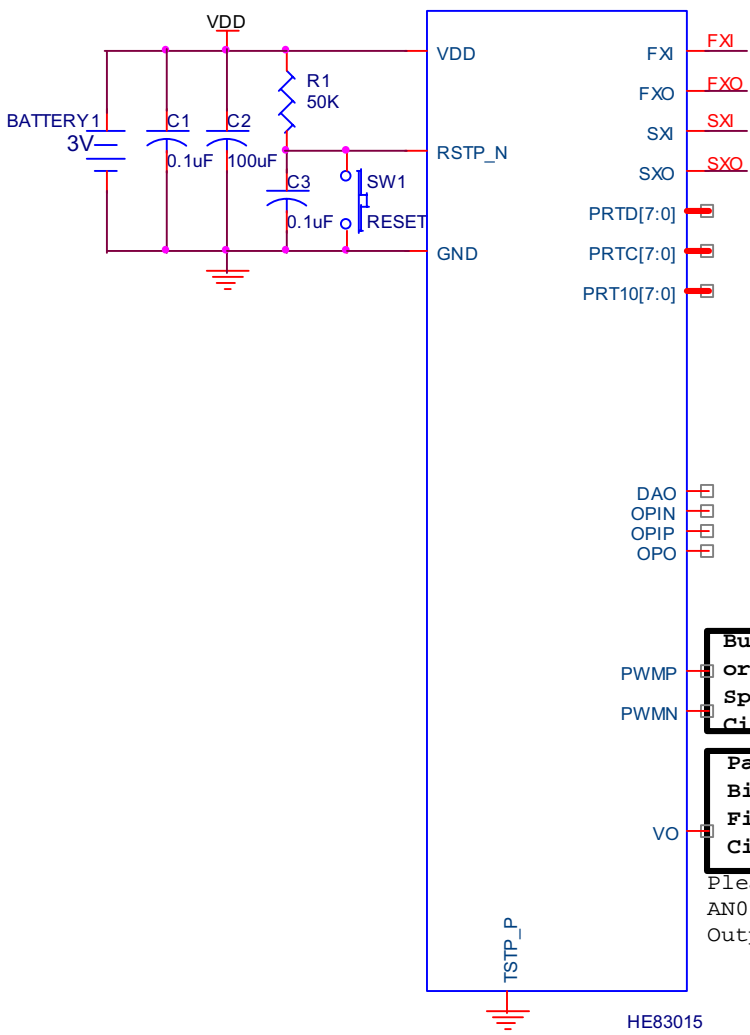 VDD
BATTERY1
3V
C1
0.1uF
C2
100uF
R1
50K
C3
0.1uF
SW1
RESET
VDD
RSTP_N
GND
FXI
FXO
SXI
SXO
PRTD[7:0]
PRTC[7:0]
PRT10[7:0]
DAO
OPIN
OPIP
OPO
PWMP
PWMN
VO
TSTP_P
FXI
FXO
SXI
SXO
or
HE83015